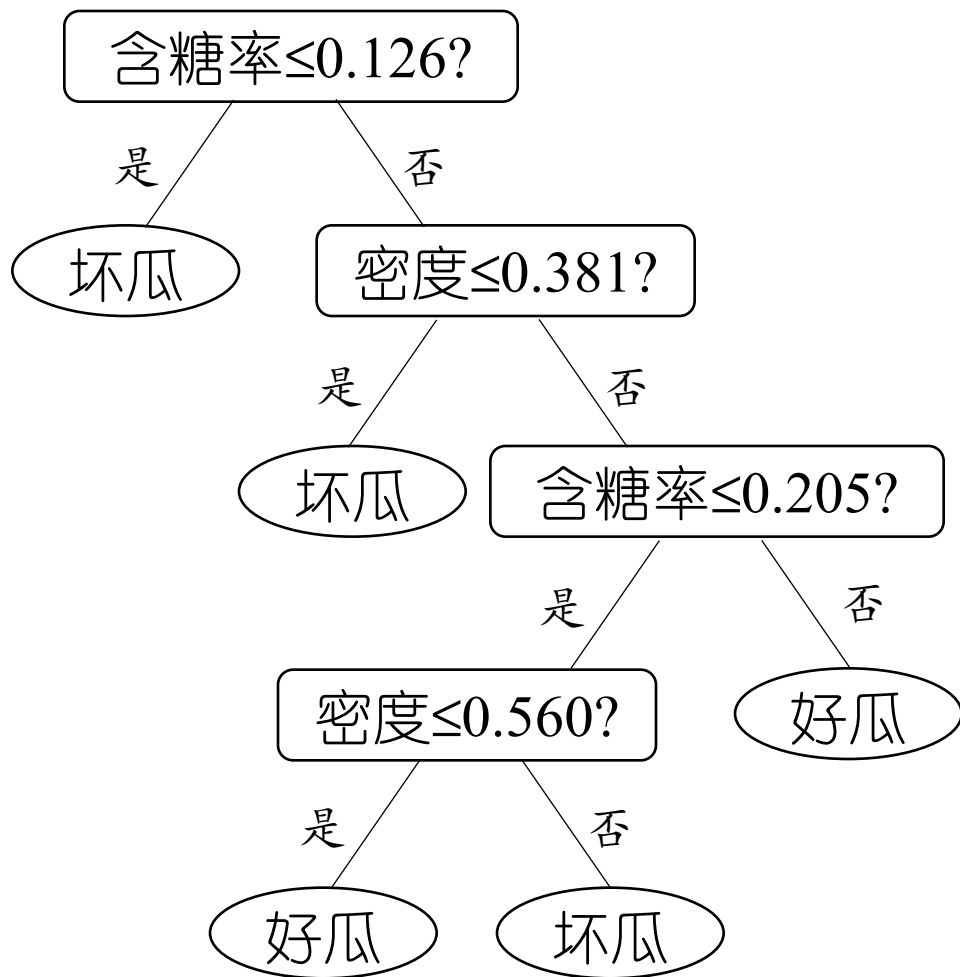 含糖率≤0.126?
是
否
坏瓜
密度≤0.381?
是
否
坏瓜
含糖率≤0.205?
是
否
密度≤0.560?
好瓜
是
否
好瓜
坏瓜